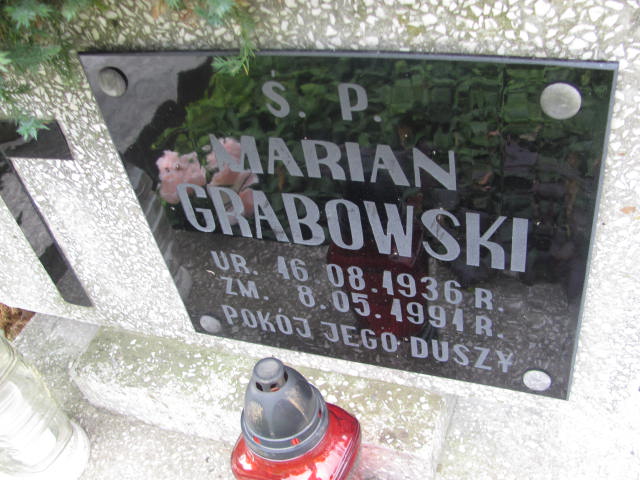 Ś. P.
MARIAN
GRABOWSKI
UR. 16 08.1936 R.
ZM. 8.05.1991 R.
POKÓJ JEGO DUSZY